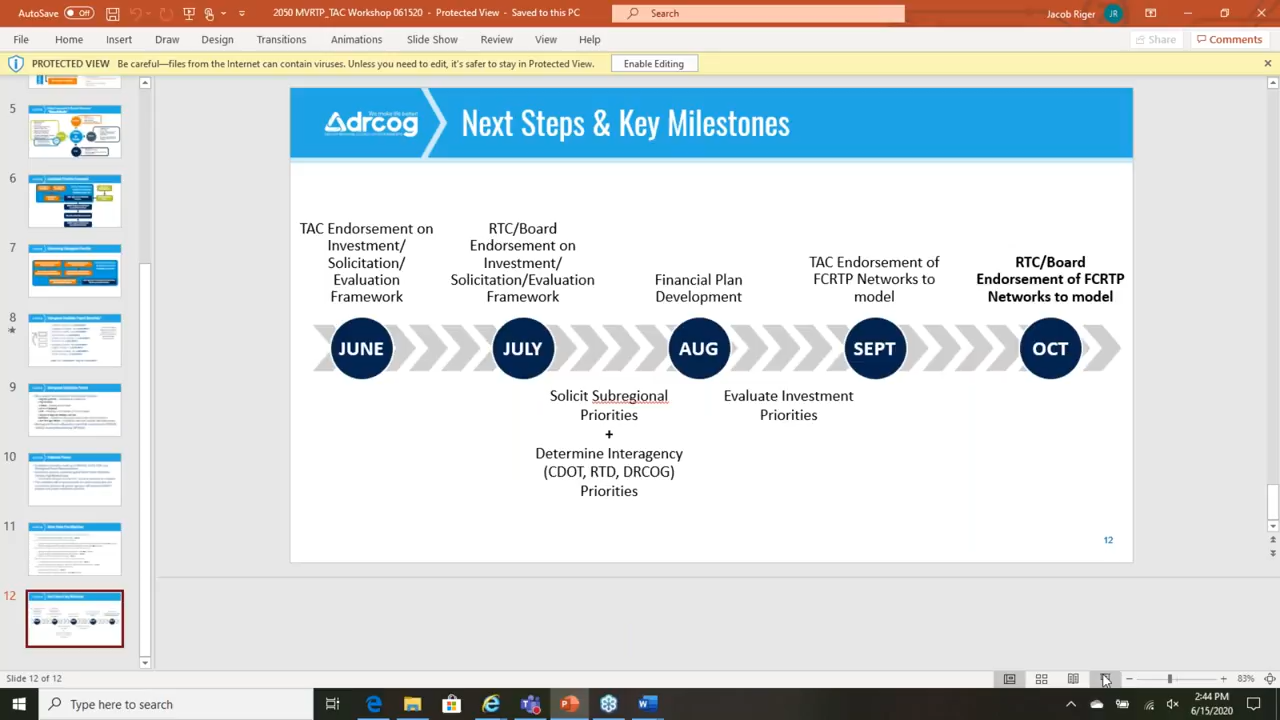 AutoSave Off 2050 MVRTP_TAC Workshop 061520 - Protected View - Saved to this PC Search Jacob Riger JR
File Home Insert Draw Design Transitions Animations Slide Show Review View Help Share Comments
PROTECTED VIEW Be careful—files from the Internet can contain viruses. Unless you need to edit, it's safer to stay in Protected View. Enable Editing
5
6
7
9
10
11
12
We make life better!
drcog
Next Steps & Key Milestones
TAC Endorsement on
Investment/
Solicitation/
Evaluation
Framework
RTC/Board
Endorsement on
Investment/
Solicitation/Evaluation
Framework
Financial Plan
Development
TAC Endorsement of
FCRTP Networks to
model
RTC/Board
Endorsement of FCRTP
Networks to model
JUNE JULY AUG SEPT OCT
Solicit Subregional
Priorities
+
Determine Interagency
(CDOT, RTD, DRCOG)
Priorities
Evaluate Investment
Priorities
12
Slide 12 of 12 83%
Type here to search
2:44 PM
6/15/2020